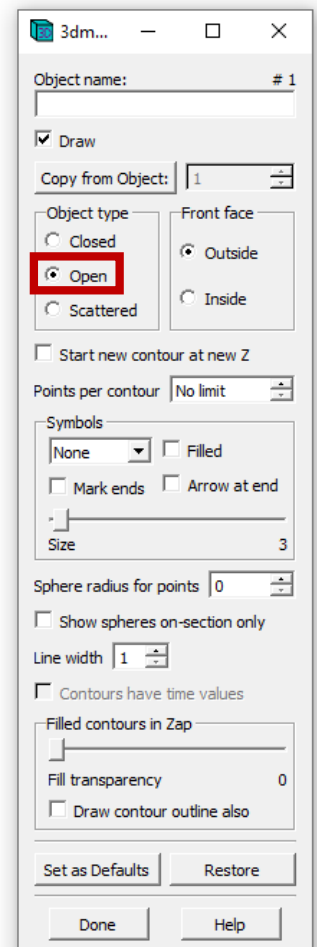 3dm...
Object name: # 1
Draw
Copy from Object: 1
Object type
Closed
Open
Scattered
Front face
Outside
Inside
Start new contour at new Z
Points per contour No limit
Symbols
None Filled
Mark ends Arrow at end
Size 3
Sphere radius for points 0
Show spheres on-section only
Line width 1
Contours have time values
Filled contours in Zap
Fill transparency 0
Draw contour outline also
Set as Defaults Restore
Done Help